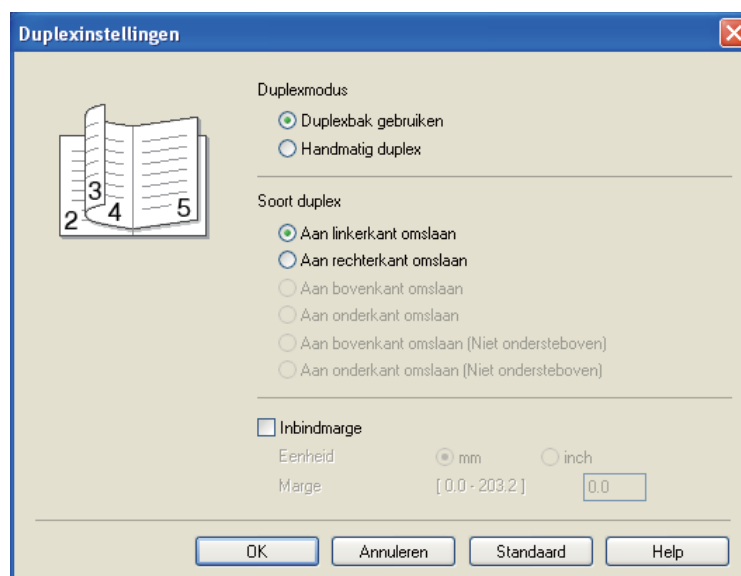 Duplexinstellingen
Duplexmodus
Duplexbak gebruiken
Handmatig duplex
2 3 4 5
Soort duplex
Aan linkerkant omslaan
Aan rechterkant omslaan
Aan bovenkant omslaan
Aan onderkant omslaan
Aan bovenkant omslaan (Niet ondersteboven)
Aan onderkant omslaan (Niet ondersteboven)
Inbindmarge
Eenheid mm inch
Marge [ 0.0 - 203.2 ] 0.0
OK Annuleren Standaard Help